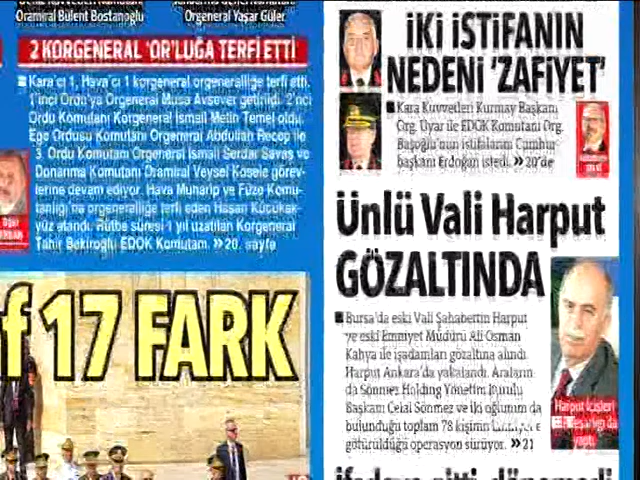 Oramiral Bülent Bostanoğlu
Orgeneral Yaşar Güler
2 KORGENERAL 'OR'LUĞA TERFİ ETTİ
Kara'cı 1, Hava'cı 1 korgeneral orgeneralliğe terfi etti.
1'inci Ordu'ya Orgeneral Musa Avsever getirildi. 2'nci
Ordu Komutanı Korgeneral İsmail Metin Temel oldu.
Ege Ordusu Komutanı Orgeneral Abdullah Recep ile
3. Ordu Komutanı Orgeneral İsmail Serdar Savaş ve
Donanma Komutanı Oramiral Veysel Kösele görev-
lerine devam ediyor. Hava Muharip ve Füze Komu-
tanlığı'na orgeneralliğe terfi eden Hasan Küçükak-
yüz atandı. Rütbe süresi 1 yıl uzatılan Korgeneral
Tahir Bekiroğlu EDOK Komutanı. » 20. sayfa
f 17 FARK
İKİ İSTİFANIN
NEDENİ 'ZAFİYET'
Kara Kuvvetleri Kurmay Başkanı
Org. Uyar ile EDOK Komutanı Org.
Başoğlu'nun istifalarını Cumhur-
başkanı Erdoğan istedi. » 20'de
Ünlü Vali Harput
GÖZALTINDA
Bursa'da eski Vali Şahabettin Harput
ve eski Emniyet Müdürü Ali Osman
Kahya ile işadamları gözaltına alındı.
Harput Ankara'da yakalandı. Araların-
da Sönmez Holding Yönetim Kurulu
Başkanı Celal Sönmez ve iki oğlunun da
bulunduğu toplam 78 kişinin
götürüldüğü operasyon sürüyor. » 21
Harput İçişleri
yaptı.